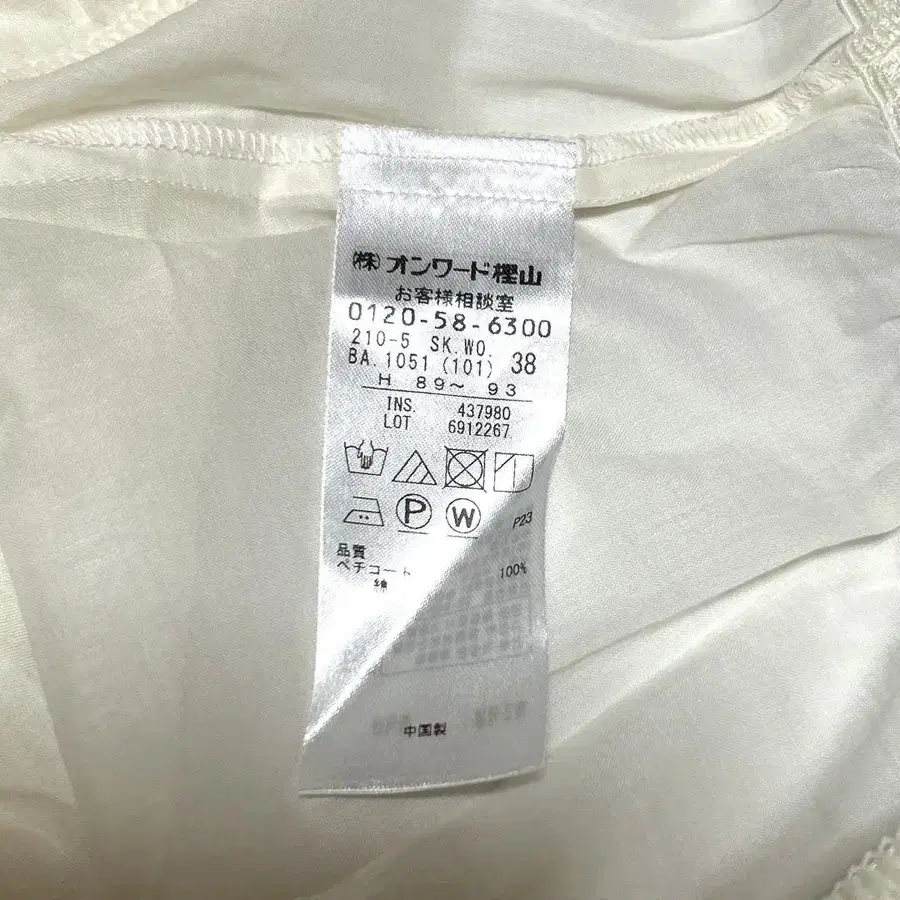 ㈱オンワード樫山
お客様相談室
0120-58-6300
210-5 SK.WO. 38
BA.1051 (101)
H 89～ 93
INS. 437980
LOT 6912267
P W
P23
品質
ペチコート
綿 100%
中国製